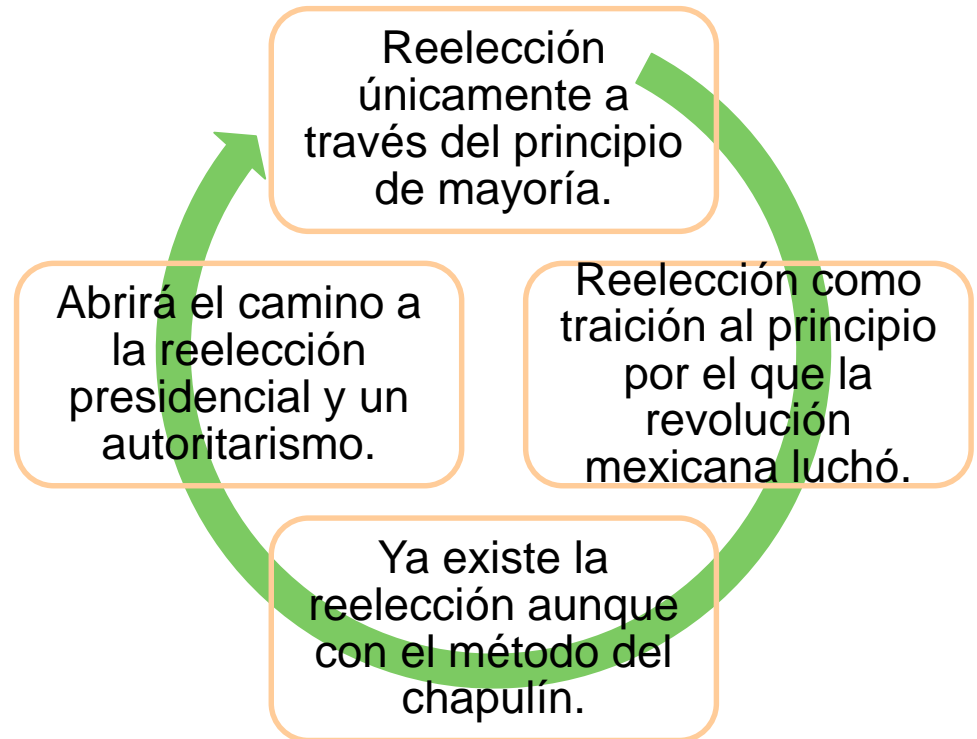 Reelección
únicamente a
través del principio
de mayoría.
Reelección como
traición al principio
por el que la
revolución
mexicana luchó.
Ya existe la
reelección aunque
con el método del
chapulín.
Abrirá el camino a
la reelección
presidencial y un
autoritarismo.